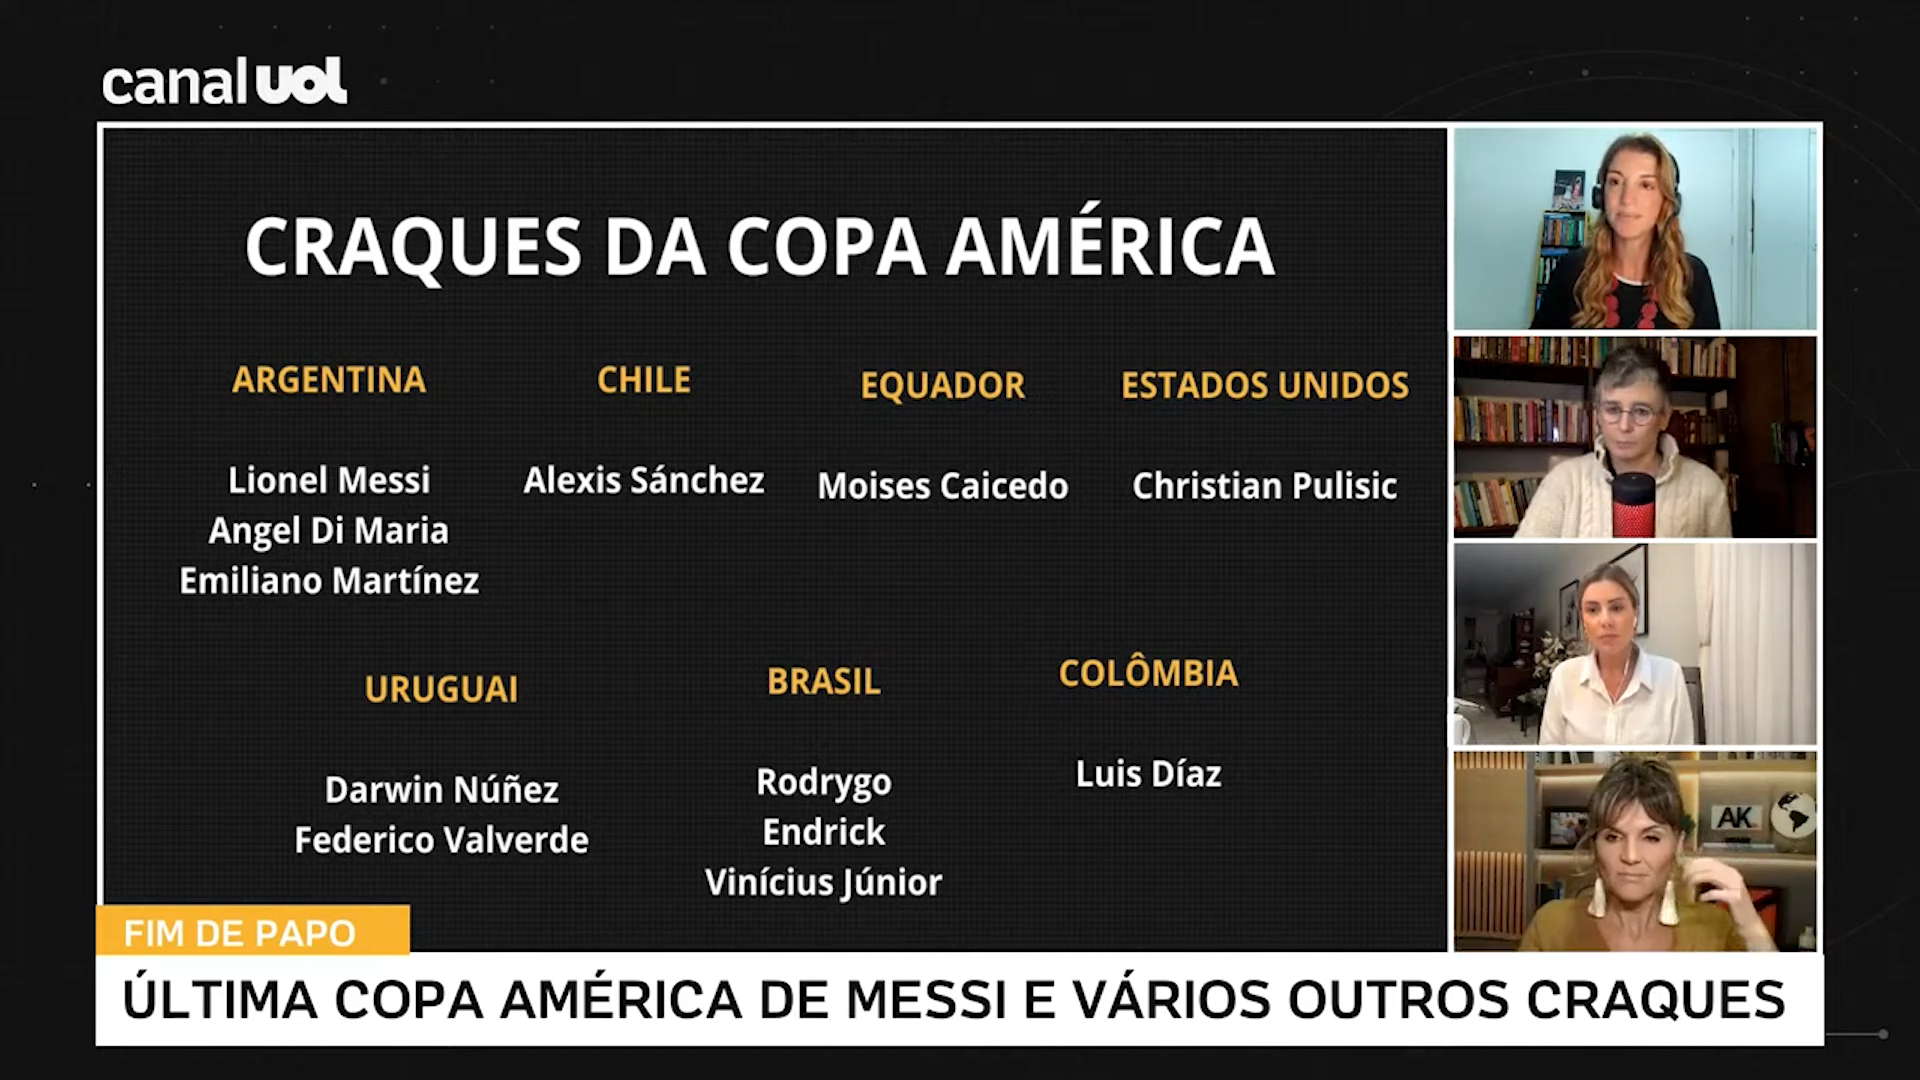 canal uol
CRAQUES DA COPA AMÉRICA
ARGENTINA
Lionel Messi
Angel Di Maria
Emiliano Martínez
CHILE
Alexis Sánchez
EQUADOR
Moises Caicedo
ESTADOS UNIDOS
Christian Pulisic
URUGUAI
Darwin Núñez
Federico Valverde
BRASIL
Rodrygo
Endrick
Vinícius Júnior
COLÔMBIA
Luis Díaz
AK
FIM DE PAPO
ÚLTIMA COPA AMÉRICA DE MESSI E VÁRIOS OUTROS CRAQUES